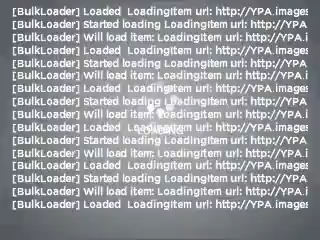 [BulkLoader] Loaded  LoadingItem url: http://YPA.images
[BulkLoader] Started loading LoadingItem url: http://YPA
[BulkLoader] Will load item: LoadingItem url: http://YPA.i
[BulkLoader] Loaded  LoadingItem url: http://YPA.images
[BulkLoader] Started loading LoadingItem url: http://YPA
[BulkLoader] Will load item: LoadingItem url: http://YPA.i
[BulkLoader] Loaded  LoadingItem url: http://YPA.images
[BulkLoader] Started loading LoadingItem url: http://YPA
[BulkLoader] Will load item: LoadingItem url: http://YPA.i
[BulkLoader] Loaded  LoadingItem url: http://YPA.images
LOADING
[BulkLoader] Started loading LoadingItem url: http://YPA
[BulkLoader] Will load item: LoadingItem url: http://YPA.i
[BulkLoader] Loaded  LoadingItem url: http://YPA.images
[BulkLoader] Started loading LoadingItem url: http://YPA
[BulkLoader] Will load item: LoadingItem url: http://YPA.i
[BulkLoader] Loaded  LoadingItem url: http://YPA.images